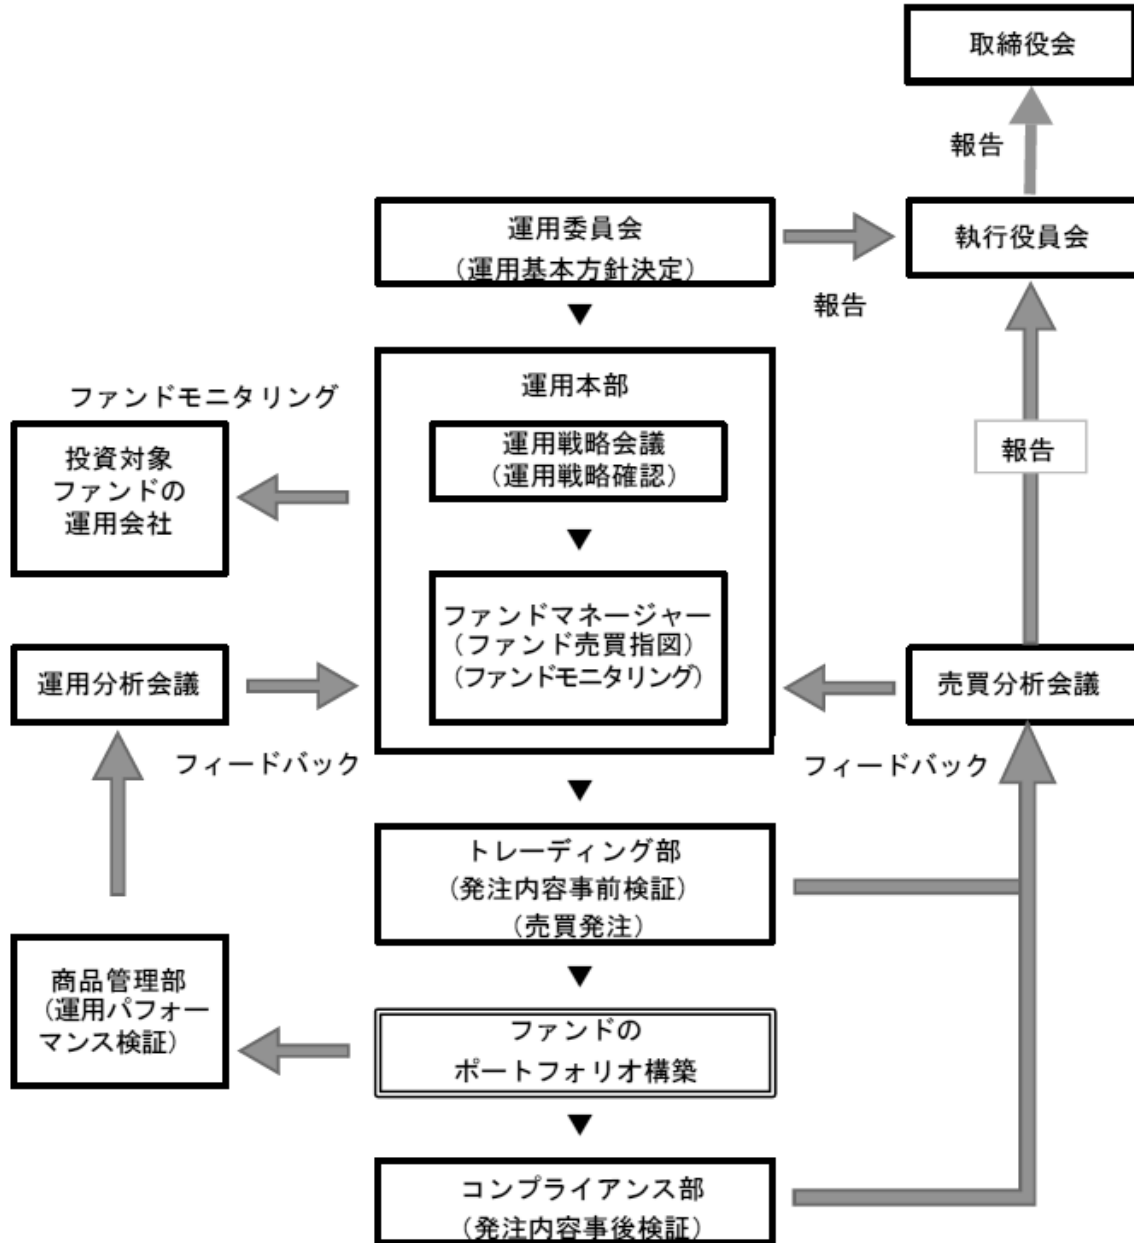 取締役会
報告
運用委員会
（運用基本方針決定）
執行役員会
報告
運用本部
ファンドモニタリング
運用戦略会議
（運用戦略確認）
報告
投資対象
ファンドの
運用会社
ファンドマネージャー
（ファンド売買指図）
（ファンドモニタリング）
運用分析会議
売買分析会議
フィードバック
フィードバック
トレーディング部
（発注内容事前検証）
（売買発注）
商品管理部
（運用パフォー
マンス検証）
ファンドの
ポートフォリオ構築
コンプライアンス部
（発注内容事後検証）